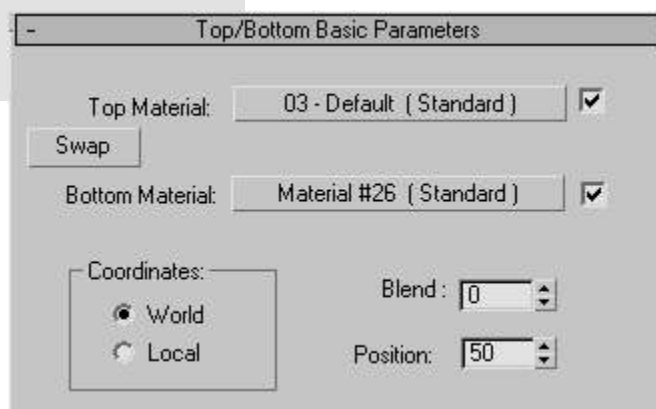 - Top/Bottom Basic Parameters
Top Material: 03 - Default ( Standard )
Swap
Bottom Material: Material #26 ( Standard )
Coordinates:
World
Local
Blend : 0
Position: 50